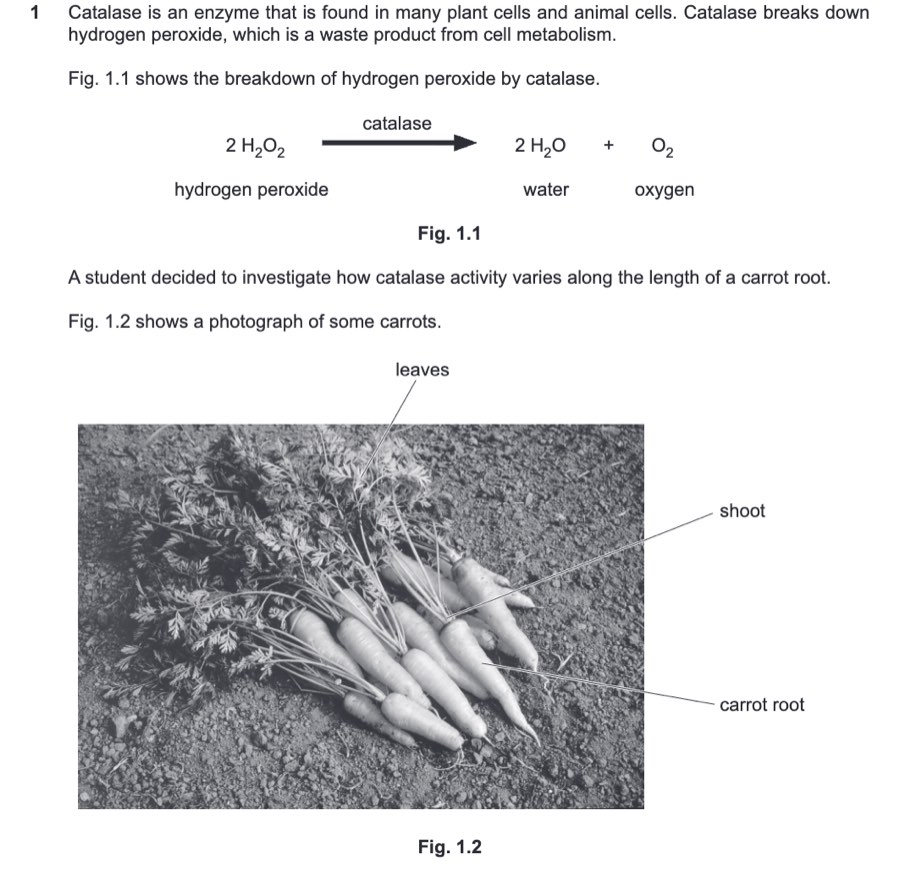 1 Catalase is an enzyme that is found in many plant cells and animal cells. Catalase breaks down
hydrogen peroxide, which is a waste product from cell metabolism.
Fig. 1.1 shows the breakdown of hydrogen peroxide by catalase.
catalase
2 H₂O₂ 2 H₂O + O₂
hydrogen peroxide water oxygen
Fig. 1.1
A student decided to investigate how catalase activity varies along the length of a carrot root.
Fig. 1.2 shows a photograph of some carrots.
leaves
shoot
carrot root
Fig. 1.2